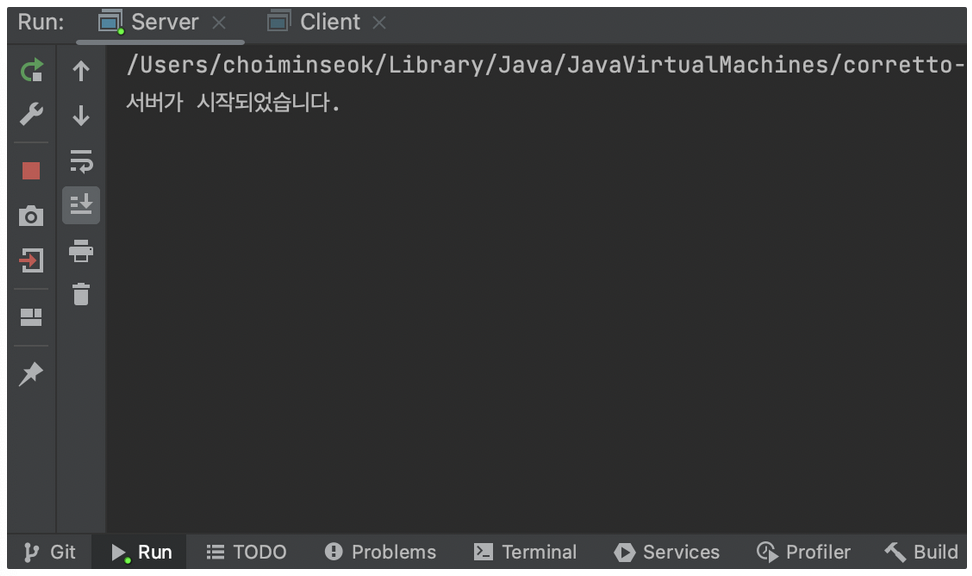 Run: Server Client
/Users/choiminseok/Library/Java/JavaVirtualMachines/corretto-
서버가 시작되었습니다.
Git Run TODO Problems Terminal Services Profiler Build